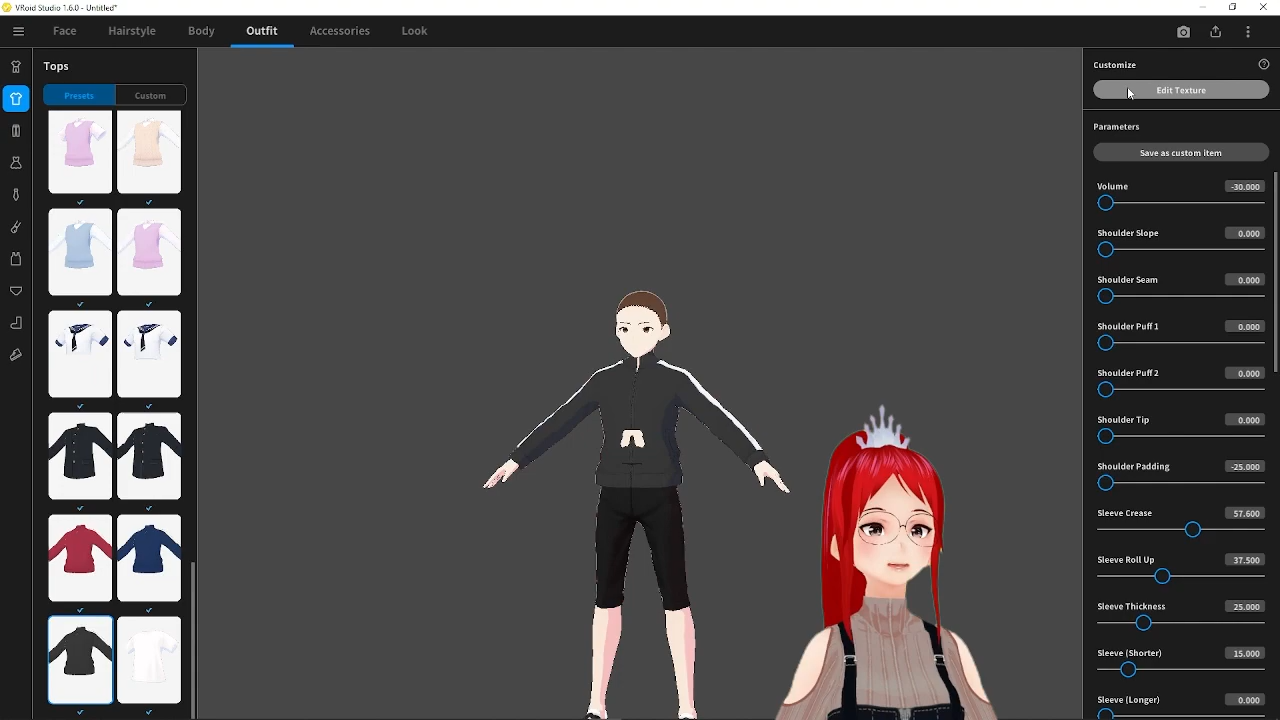 VRoid Studio 1.6.0 - Untitled*
Face
Hairstyle
Body
Outfit
Accessories
Look
Tops
Presets
Custom
Customize
Edit Texture
Parameters
Save as custom item
Volume
-30.000
Shoulder Slope
0.000
Shoulder Seam
0.000
Shoulder Puff 1
0.000
Shoulder Puff 2
0.000
Shoulder Tip
0.000
Shoulder Padding
-25.000
Sleeve Crease
57.600
Sleeve Roll Up
37.500
Sleeve Thickness
25.000
Sleeve (Shorter)
15.000
Sleeve (Longer)
0.000